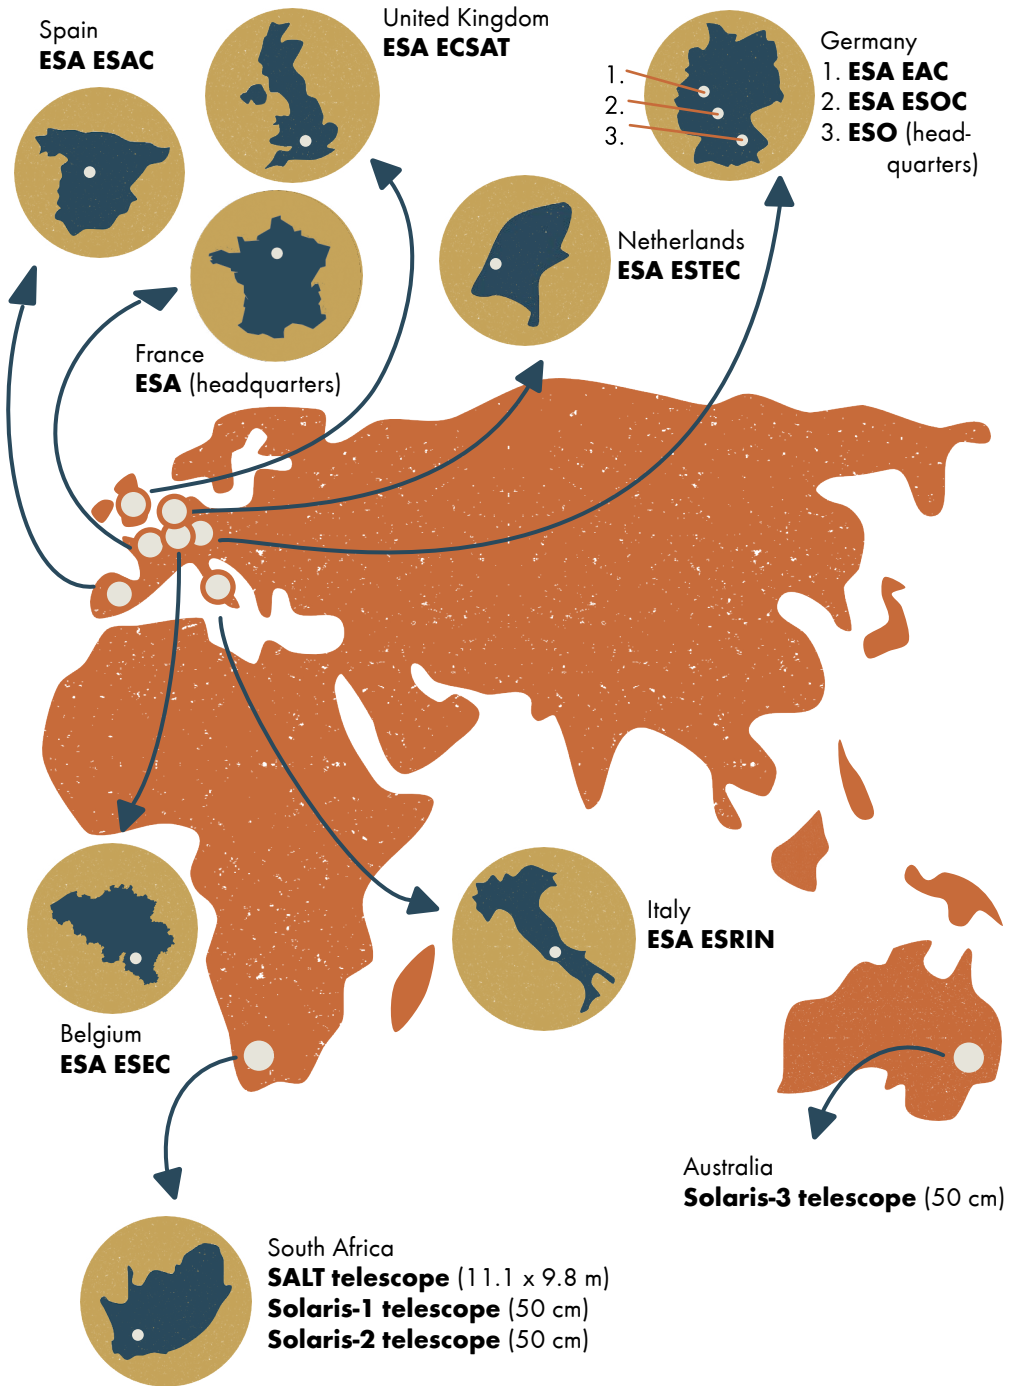 Spain
ESA ESAC
United Kingdom
ESA ECSAT
1.
2.
3.
Germany
1. ESA EAC
2. ESA ESOC
3. ESO (head-
quarters)
France
ESA (headquarters)
Netherlands
ESA ESTEC
Belgium
ESA ESEC
Italy
ESA ESRIN
Australia
Solaris-3 telescope (50 cm)
South Africa
SALT telescope (11.1 x 9.8 m)
Solaris-1 telescope (50 cm)
Solaris-2 telescope (50 cm)